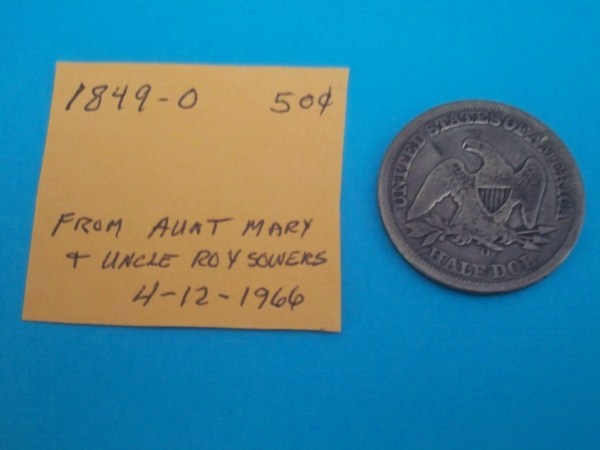 1849-O 50¢
FROM AUNT MARY
+ UNCLE ROY SOWERS
4-12-1966
UNITED STATES OF AMERICA
HALF DOL.